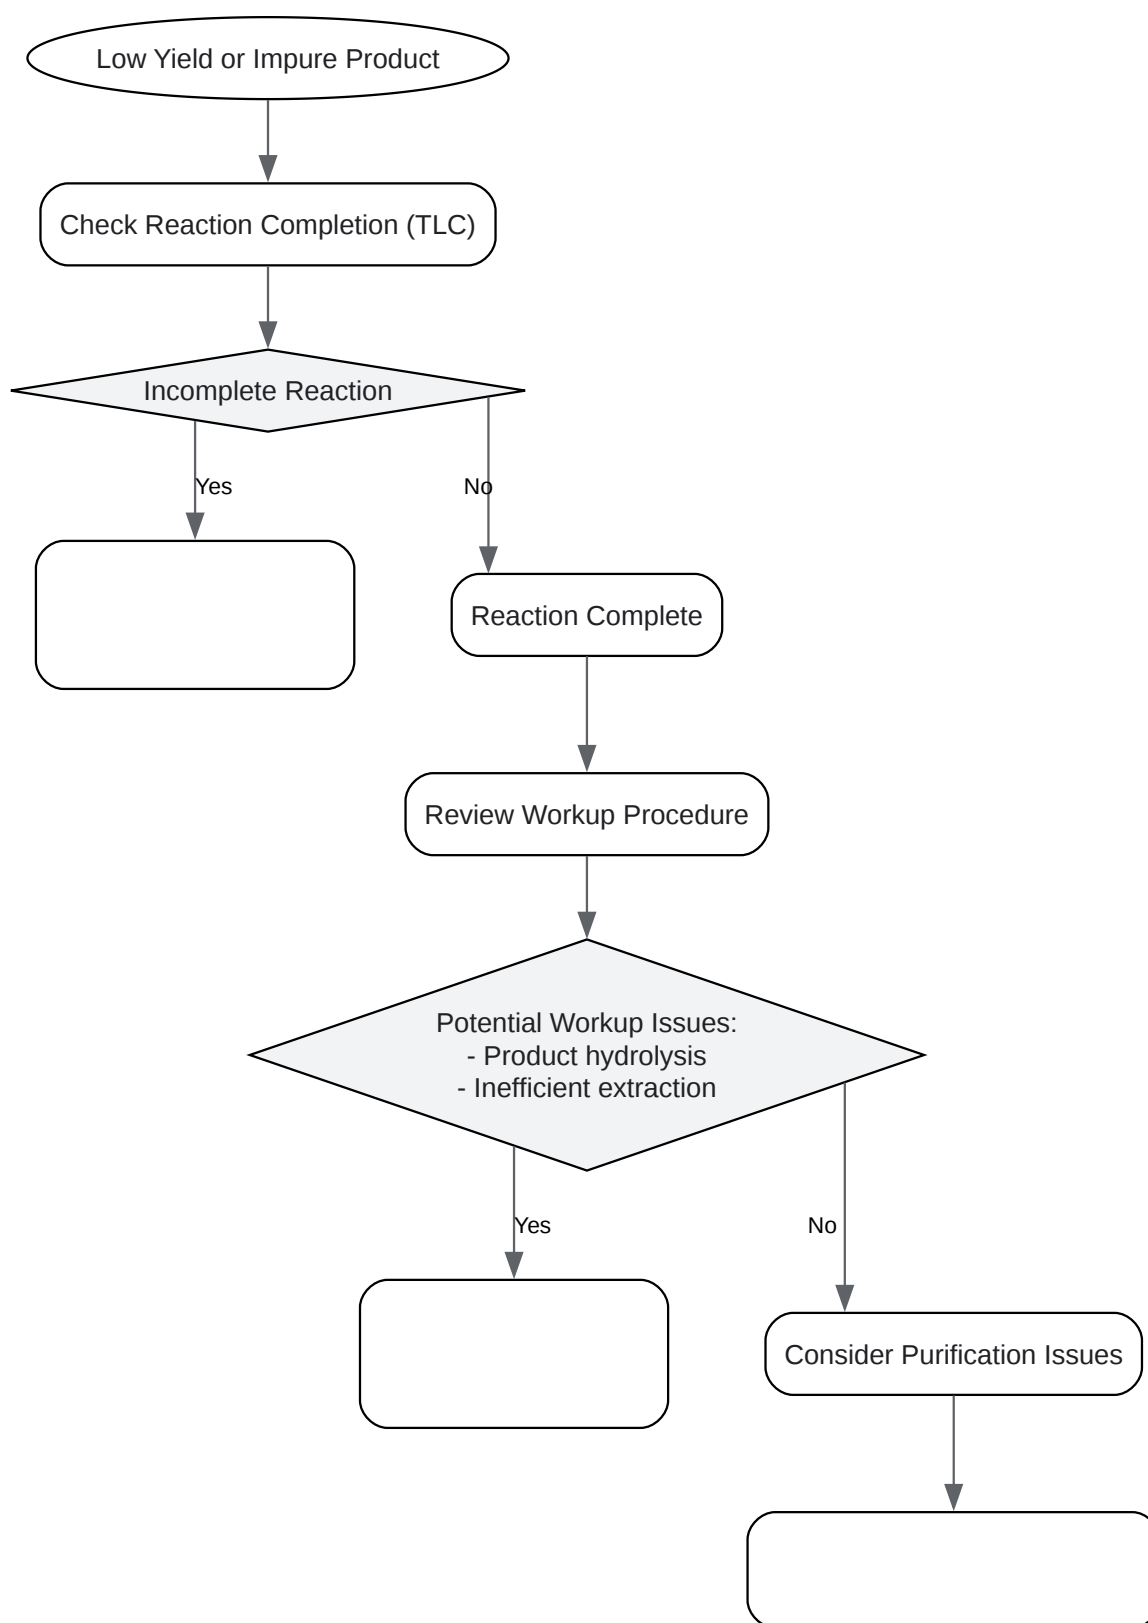 Low Yield or Impure Product
Check Reaction Completion (TLC)
Incomplete Reaction
Yes
No
Reaction Complete
Review Workup Procedure
Potential Workup Issues:
- Product hydrolysis
- Inefficient extraction
Yes
No
Consider Purification Issues